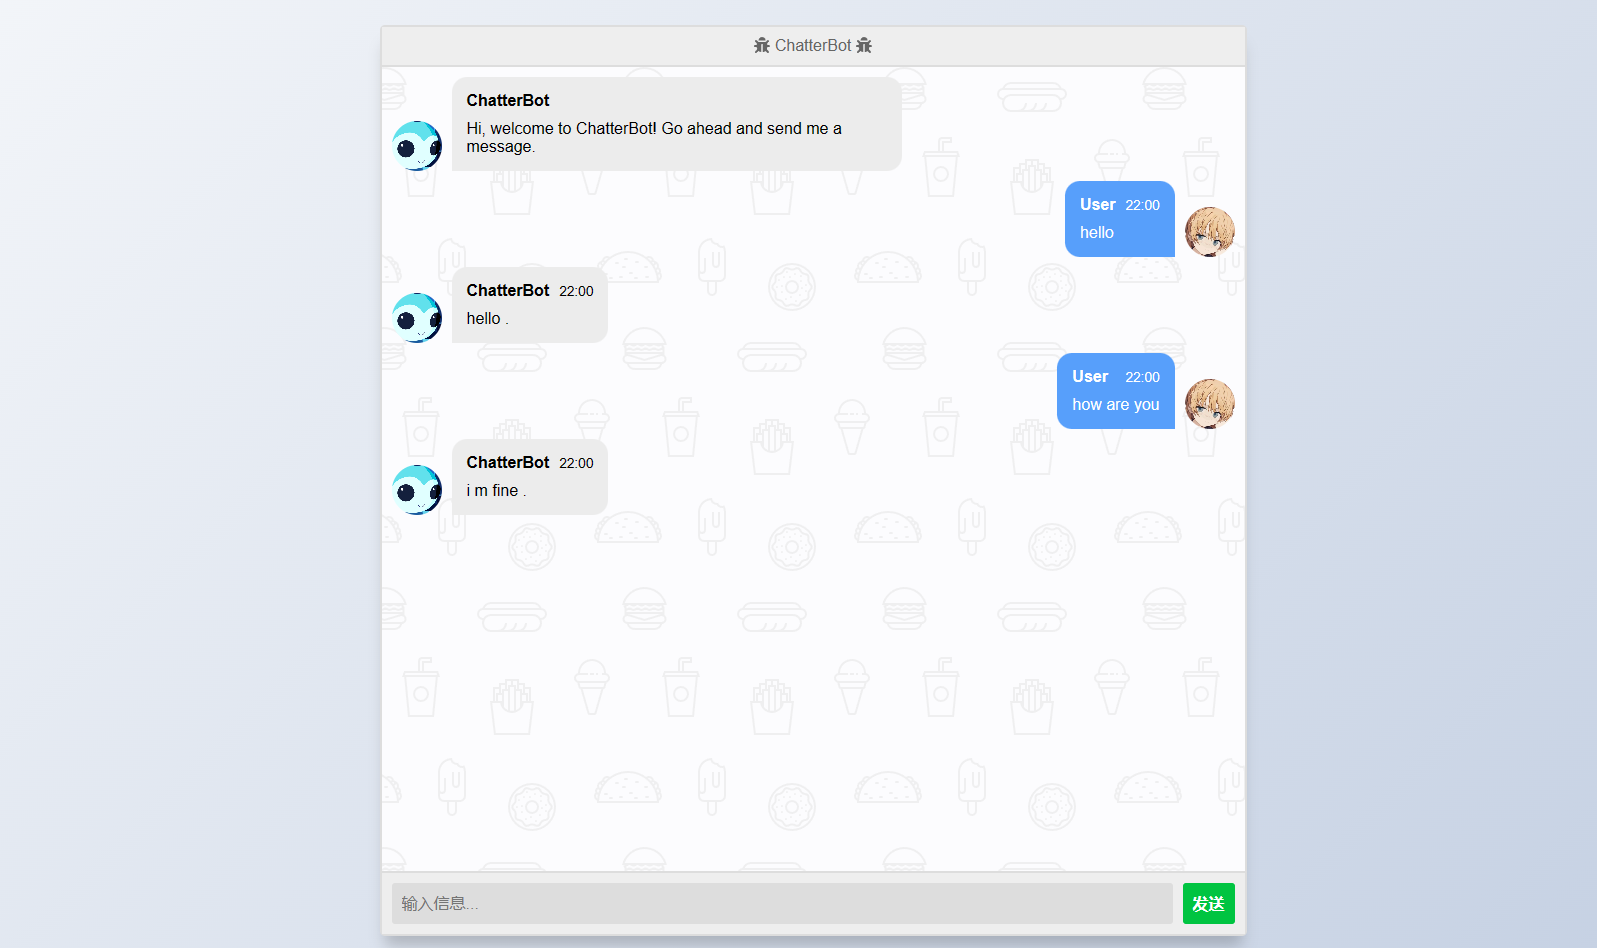 ChatterBot
ChatterBot
Hi, welcome to ChatterBot! Go ahead and send me a
message.
User 22:00
hello
ChatterBot 22:00
hello .
User 22:00
how are you
ChatterBot 22:00
i m fine .
输入信息...
发送